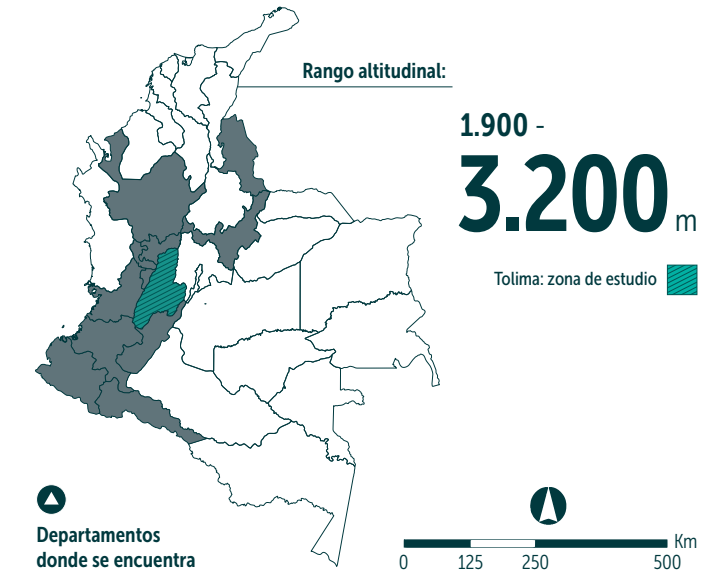 Rango altitudinal:
1.900 -
3.200 m
Tolima: zona de estudio
Departamentos
donde se encuentra
Km
0 125 250 500